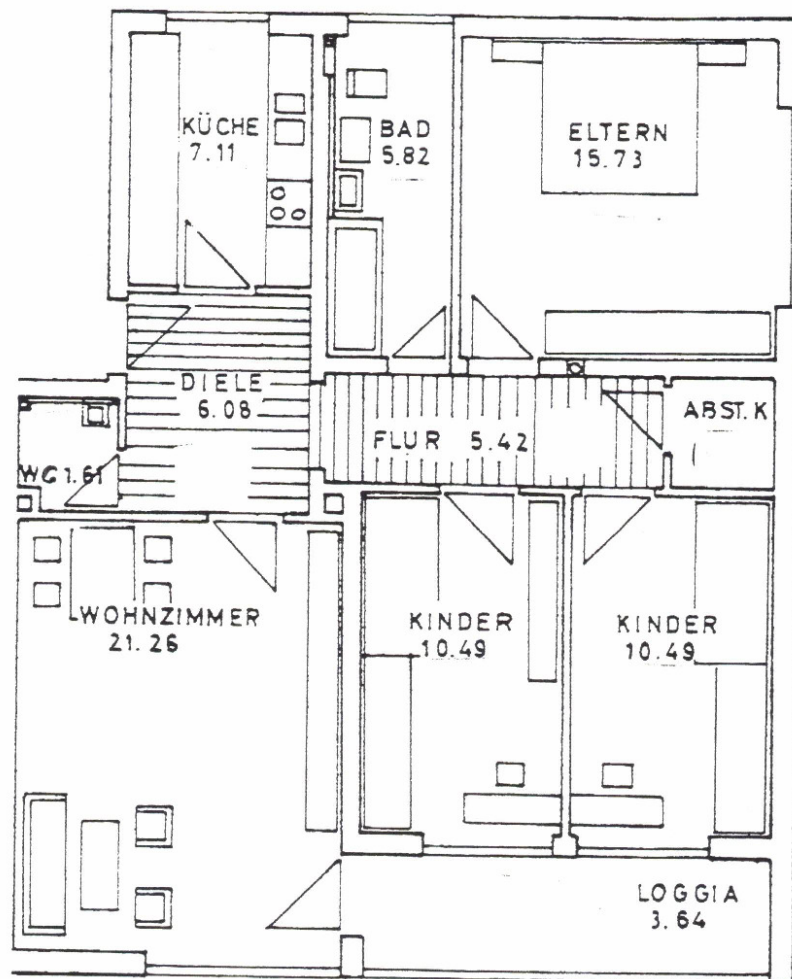 KÜCHE
7.11
BAD
5.82
ELTERN
15.73
DIELE
6.08
FLUR 5.42
ABST. K
WC 1.61
WOHNZIMMER
21.26
KINDER
10.49
KINDER
10.49
LOGGIA
3.64